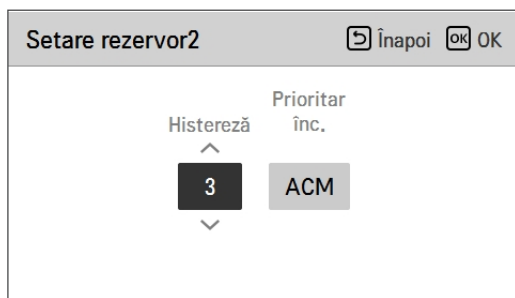 Setare rezervor2
Înapoi OK OK
Prioritar
Histereză înc.
3 ACM